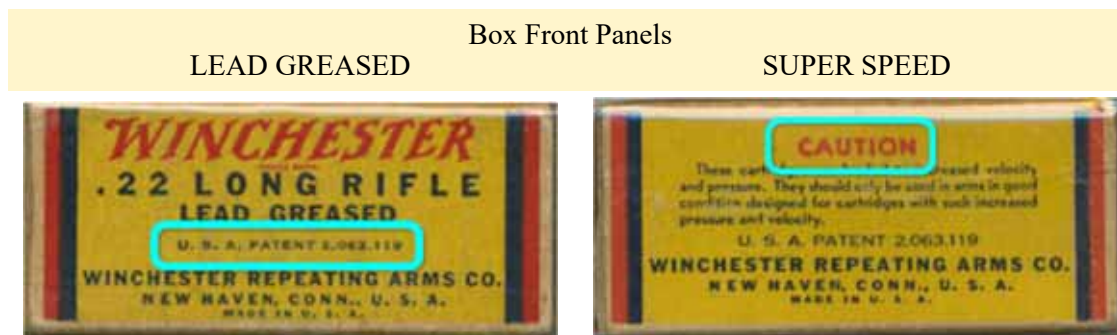 Box Front Panels
LEAD GREASED
SUPER SPEED
WINCHESTER
TRADE MARK
.22 LONG RIFLE
LEAD GREASED
U. S. A. PATENT 2,063,119
WINCHESTER REPEATING ARMS CO.
NEW HAVEN, CONN., U. S. A.
MADE IN U. S. A.
CAUTION
These velocity
and pressure. They should only be used in arms in good
condition designed for cartridges with such increased
pressure and velocity.
U. S. A. PATENT 2,063,119
WINCHESTER REPEATING ARMS CO.
NEW HAVEN, CONN., U. S. A.
MADE IN U. S. A.